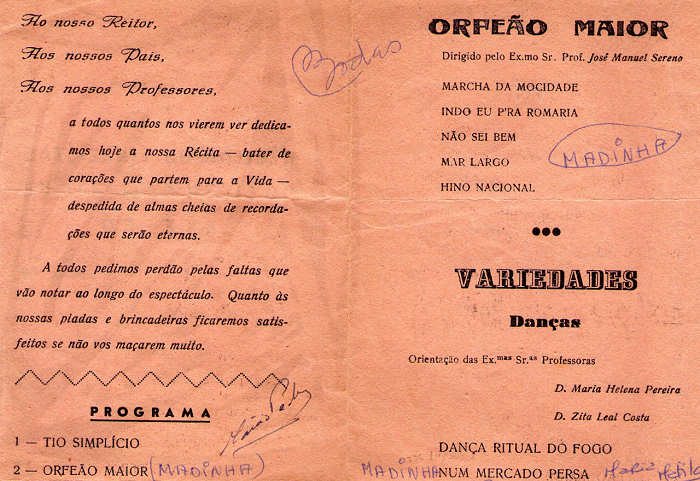 Ao nosso Reitor,
Aos nossos Pais,
Aos nossos Professores,
a todos quantos nos vierem ver dedica-
mos hoje a nossa Récita — bater de
corações que partem para a Vida —
despedida de almas cheias de recorda-
ções que serão eternas.
A todos pedimos perdão pelas faltas que
vão notar ao longo do espectáculo. Quanto às
nossas piadas e brincadeiras ficaremos satis-
feitos se não vos maçarem muito.
PROGRAMA
1 — TIO SIMPLÍCIO
2 — ORFEÃO MAIOR (MADINHA)
ORFEÃO MAIOR
Dirigido pelo Ex.mo Sr. Prof. José Manuel Sereno
MARCHA DA MOCIDADE
INDO EU P'RA ROMARIA
NÃO SEI BEM
MADINHA
MAR LARGO
HINO NACIONAL
VARIEDADES
Danças
Orientação das Ex.mas Sr.as Professoras
D. Maria Helena Pereira
D. Zita Leal Costa
DANÇA RITUAL DO FOGO
MADINHA NUM MERCADO PERSA Maria